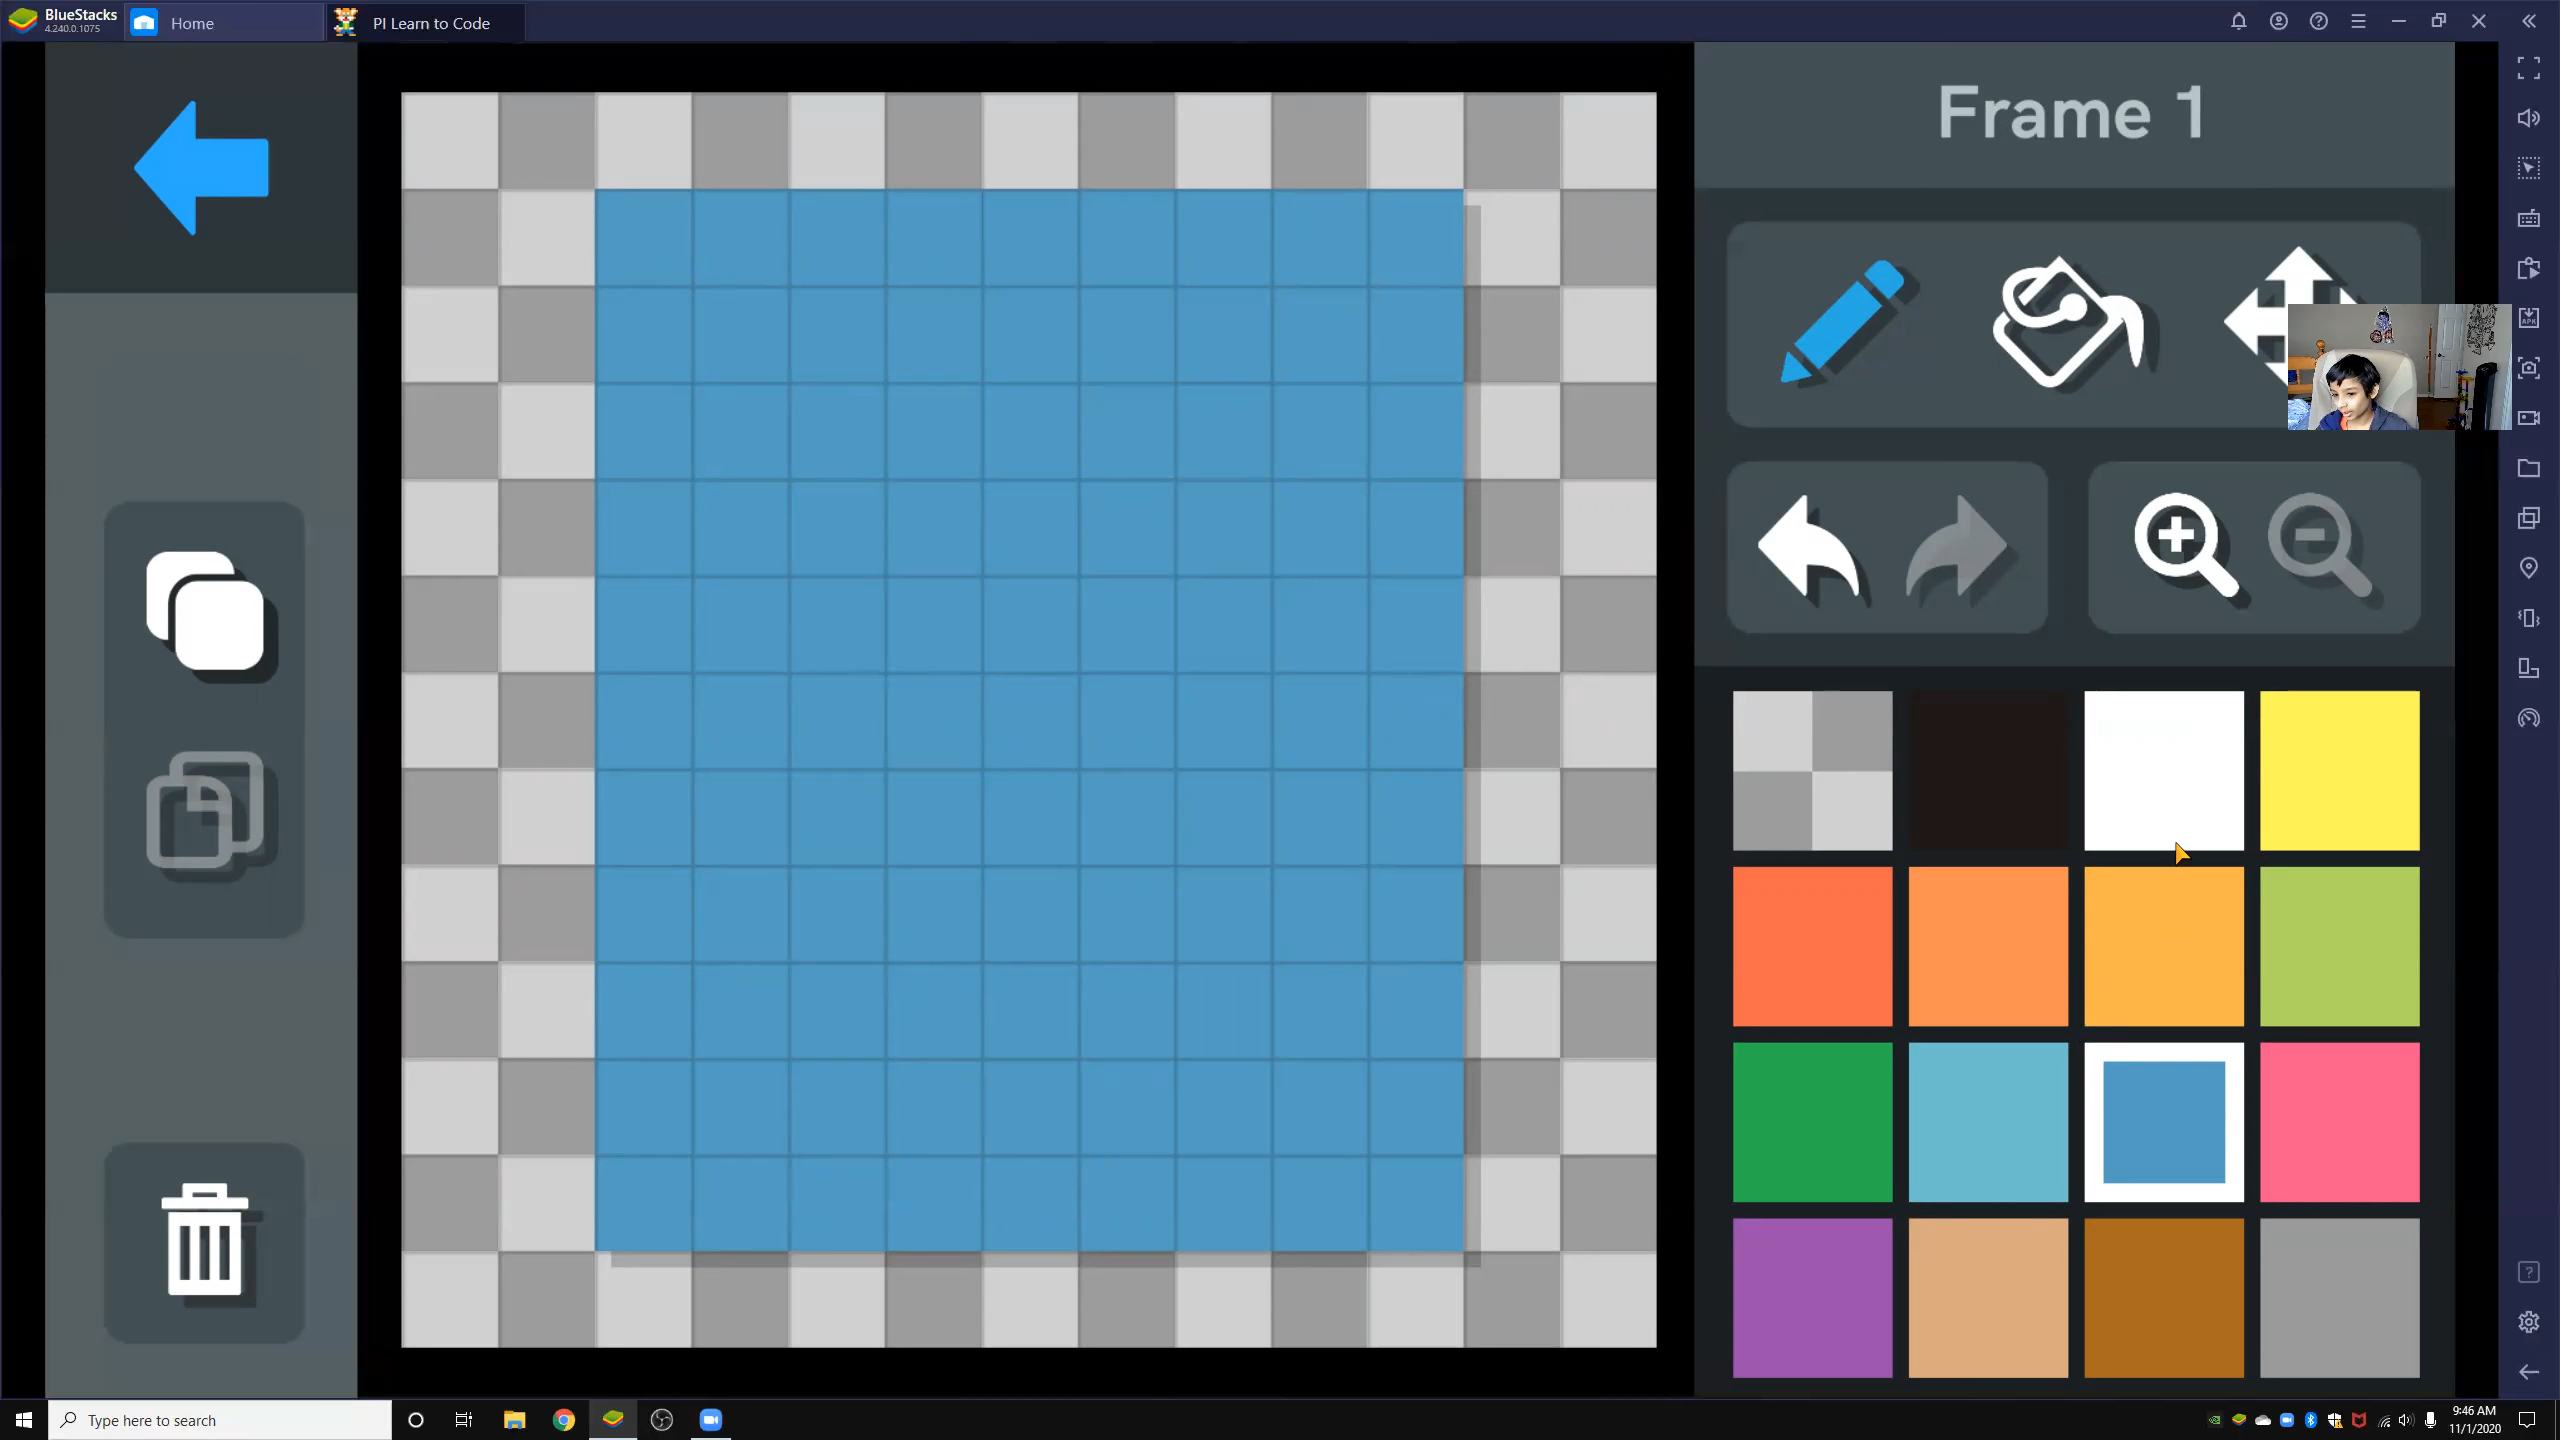 BlueStacks
4.240.0.1075
Home
PI Learn to Code
Frame 1
APK
Type here to search
9:46 AM
11/1/2020